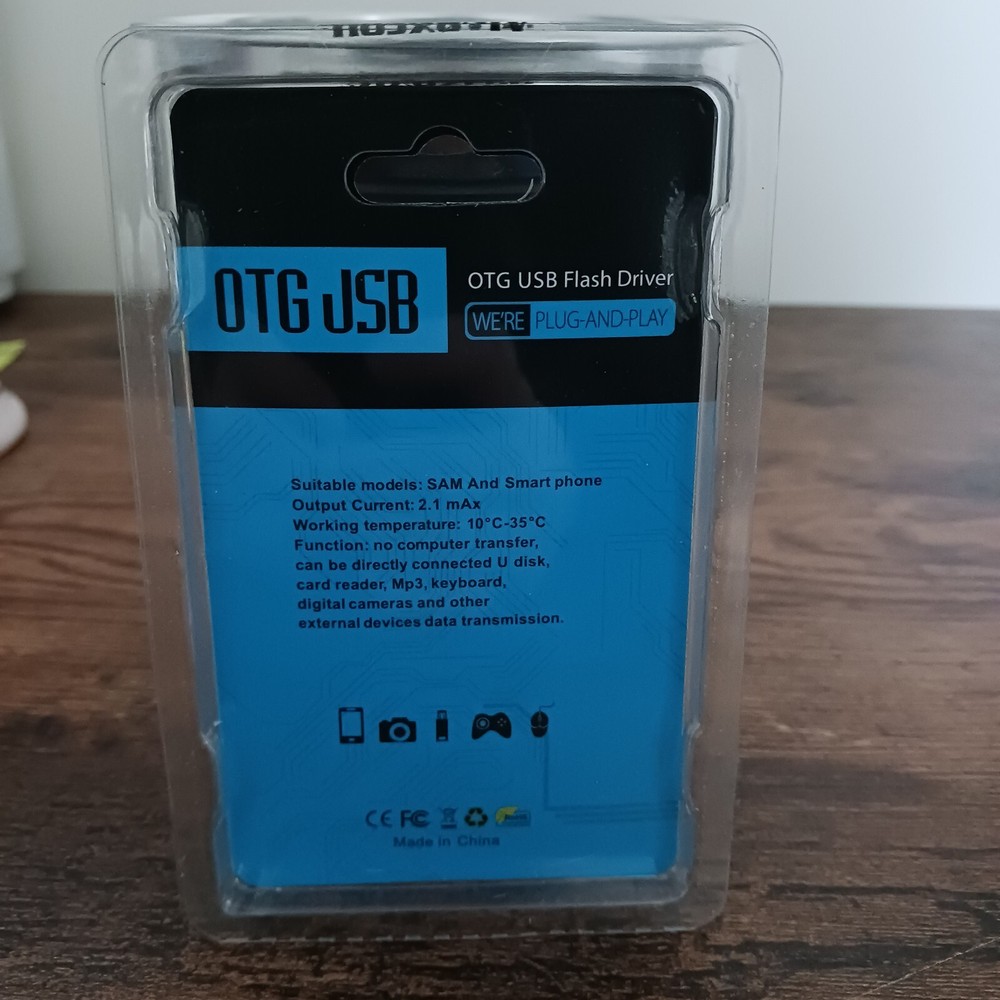 OTG JSB
OTG USB Flash Driver
WE'RE PLUG-AND-PLAY
Suitable models: SAM And Smart phone
Output Current: 2.1 mAx
Working temperature: 10°C-35°C
Function: no computer transfer,
can be directly connected U disk,
card reader, Mp3, keyboard,
digital cameras and other
external devices data transmission.
CE FC
Made in China